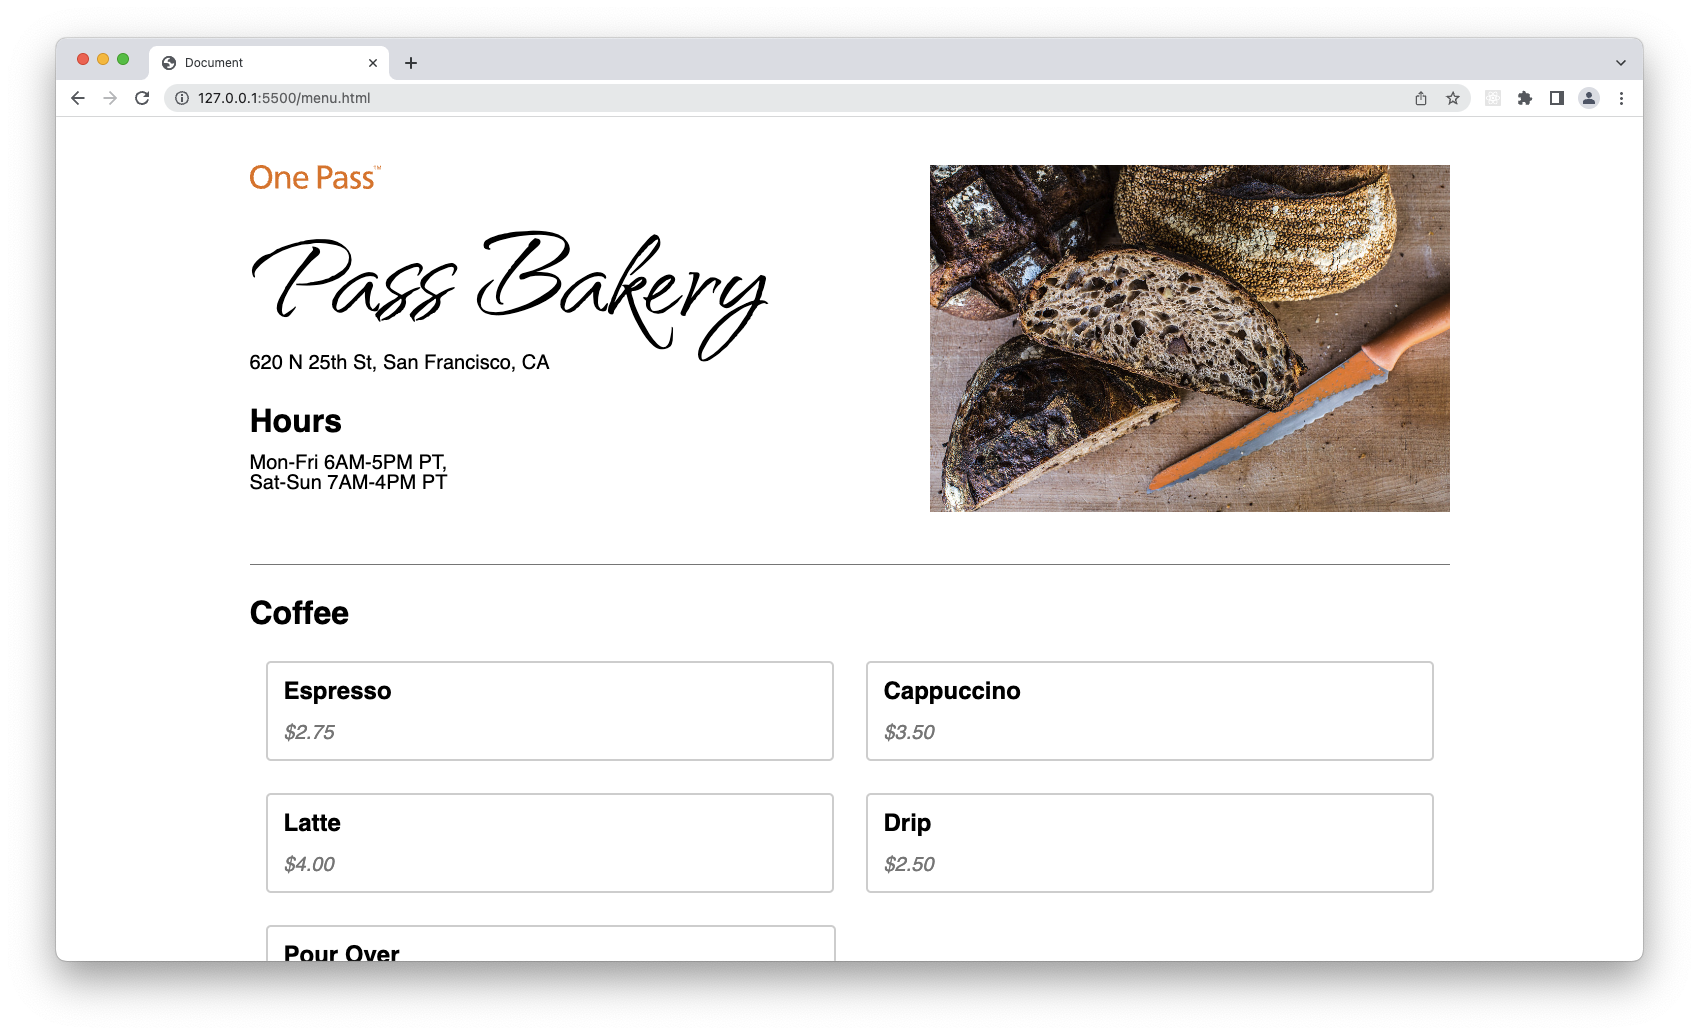 Document
127.0.0.1:5500/menu.html
One Pass™
Pass Bakery
620 N 25th St, San Francisco, CA
Hours
Mon-Fri 6AM-5PM PT,
Sat-Sun 7AM-4PM PT
Coffee
Espresso
$2.75
Cappuccino
$3.50
Latte
$4.00
Drip
$2.50
Pour Over